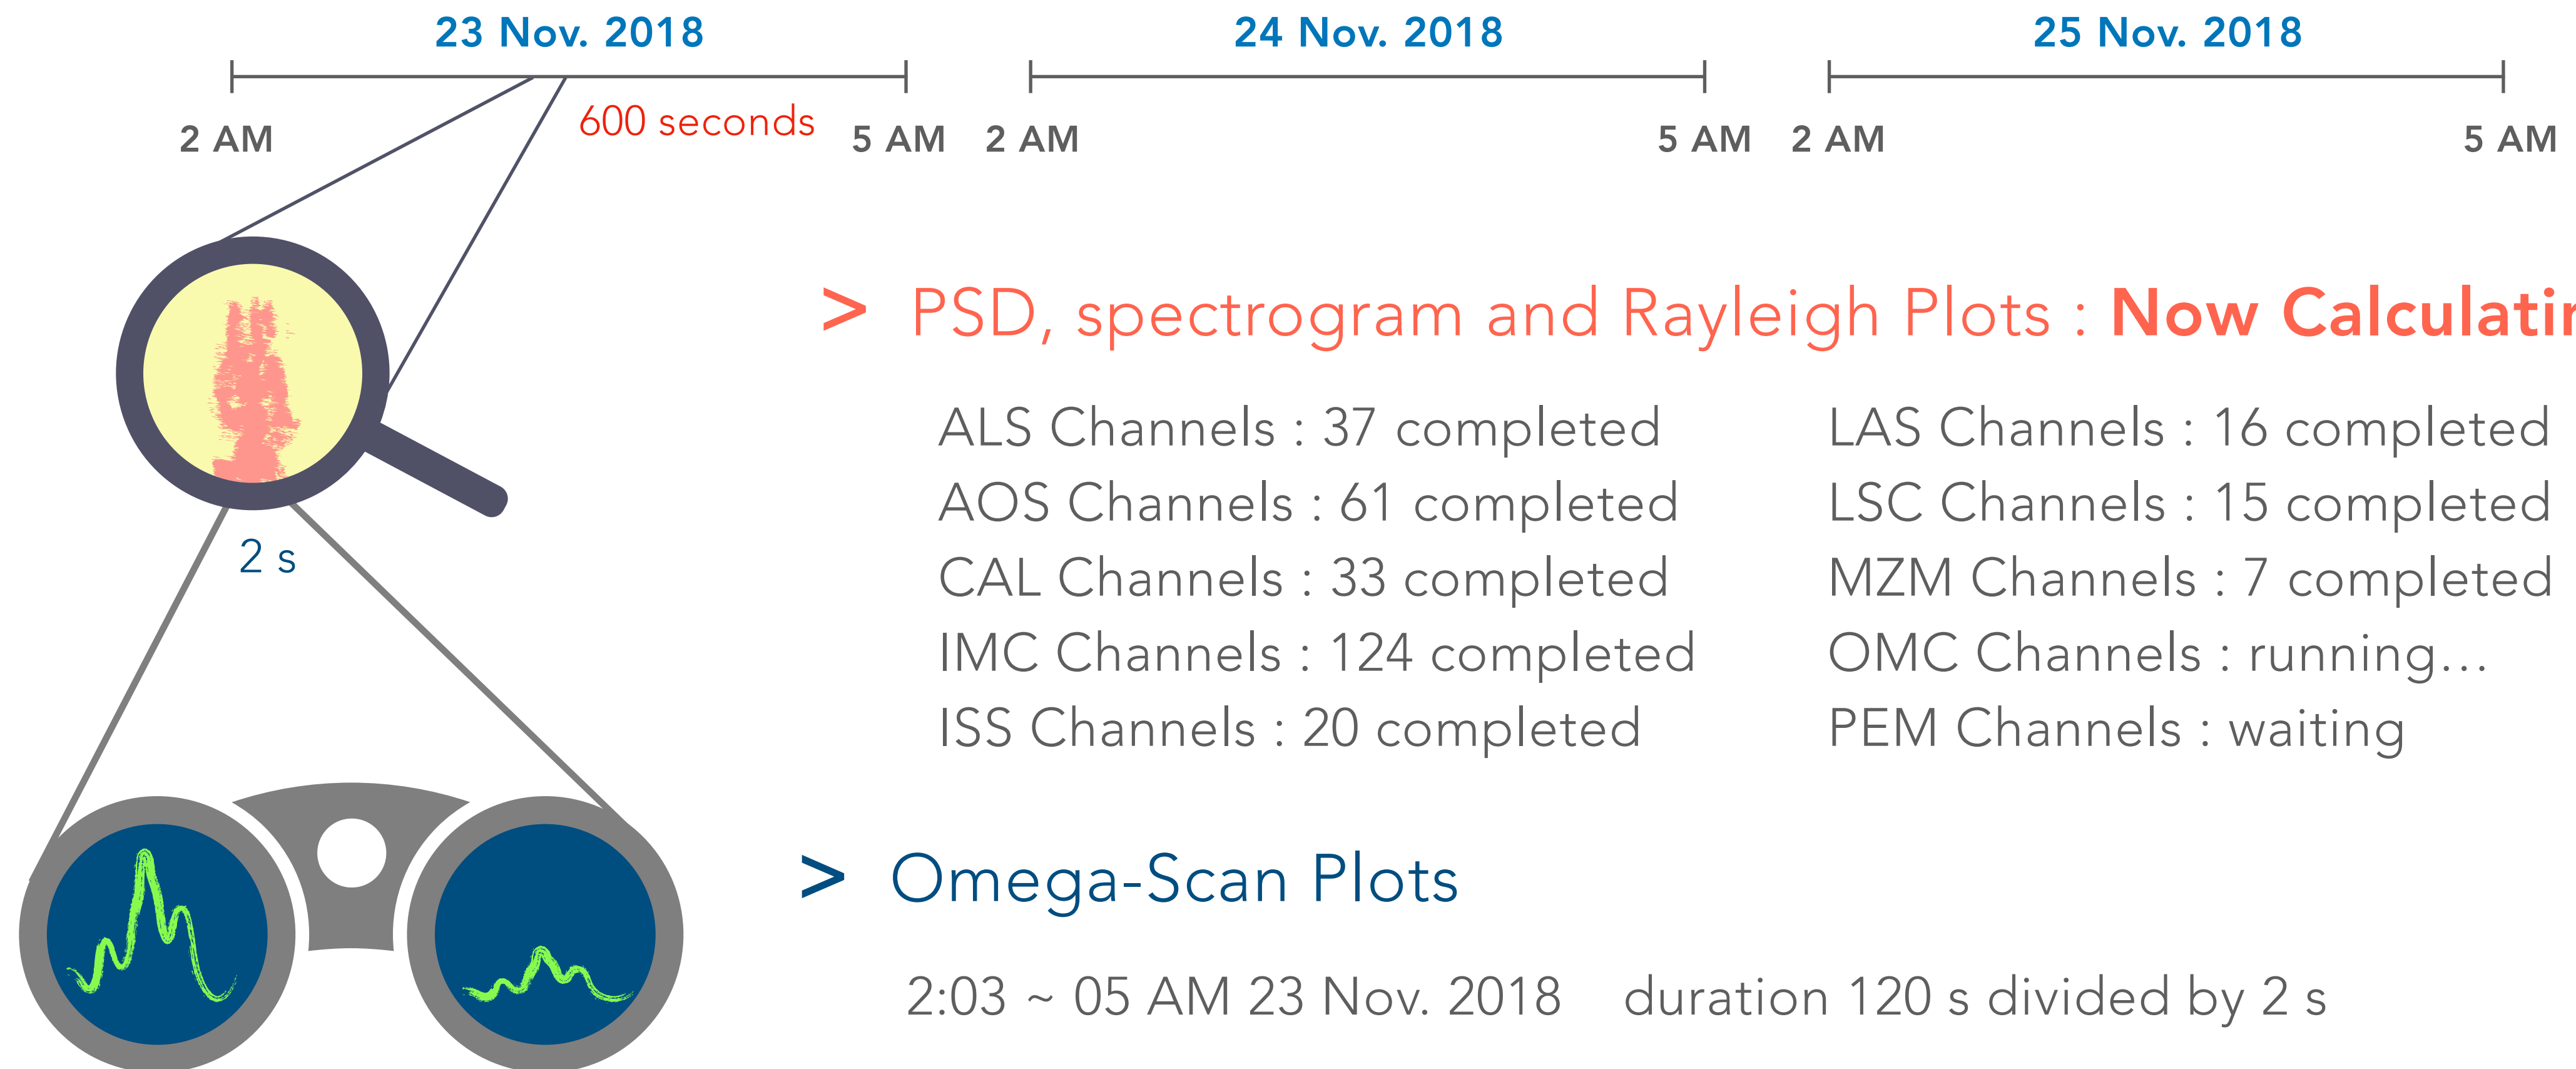 23 Nov. 2018 24 Nov. 2018 25 Nov. 2018
600 seconds
2 AM 5 AM 2 AM 5 AM 2 AM 5 AM
> PSD, spectrogram and Rayleigh Plots : Now Calculatin
ALS Channels : 37 completed LAS Channels : 16 completed
AOS Channels : 61 completed LSC Channels : 15 completed
2 s
CAL Channels : 33 completed MZM Channels : 7 completed
IMC Channels : 124 completed OMC Channels : running…
ISS Channels : 20 completed PEM Channels : waiting
> Omega-Scan Plots
2:03 ~ 05 AM 23 Nov. 2018 duration 120 s divided by 2 s